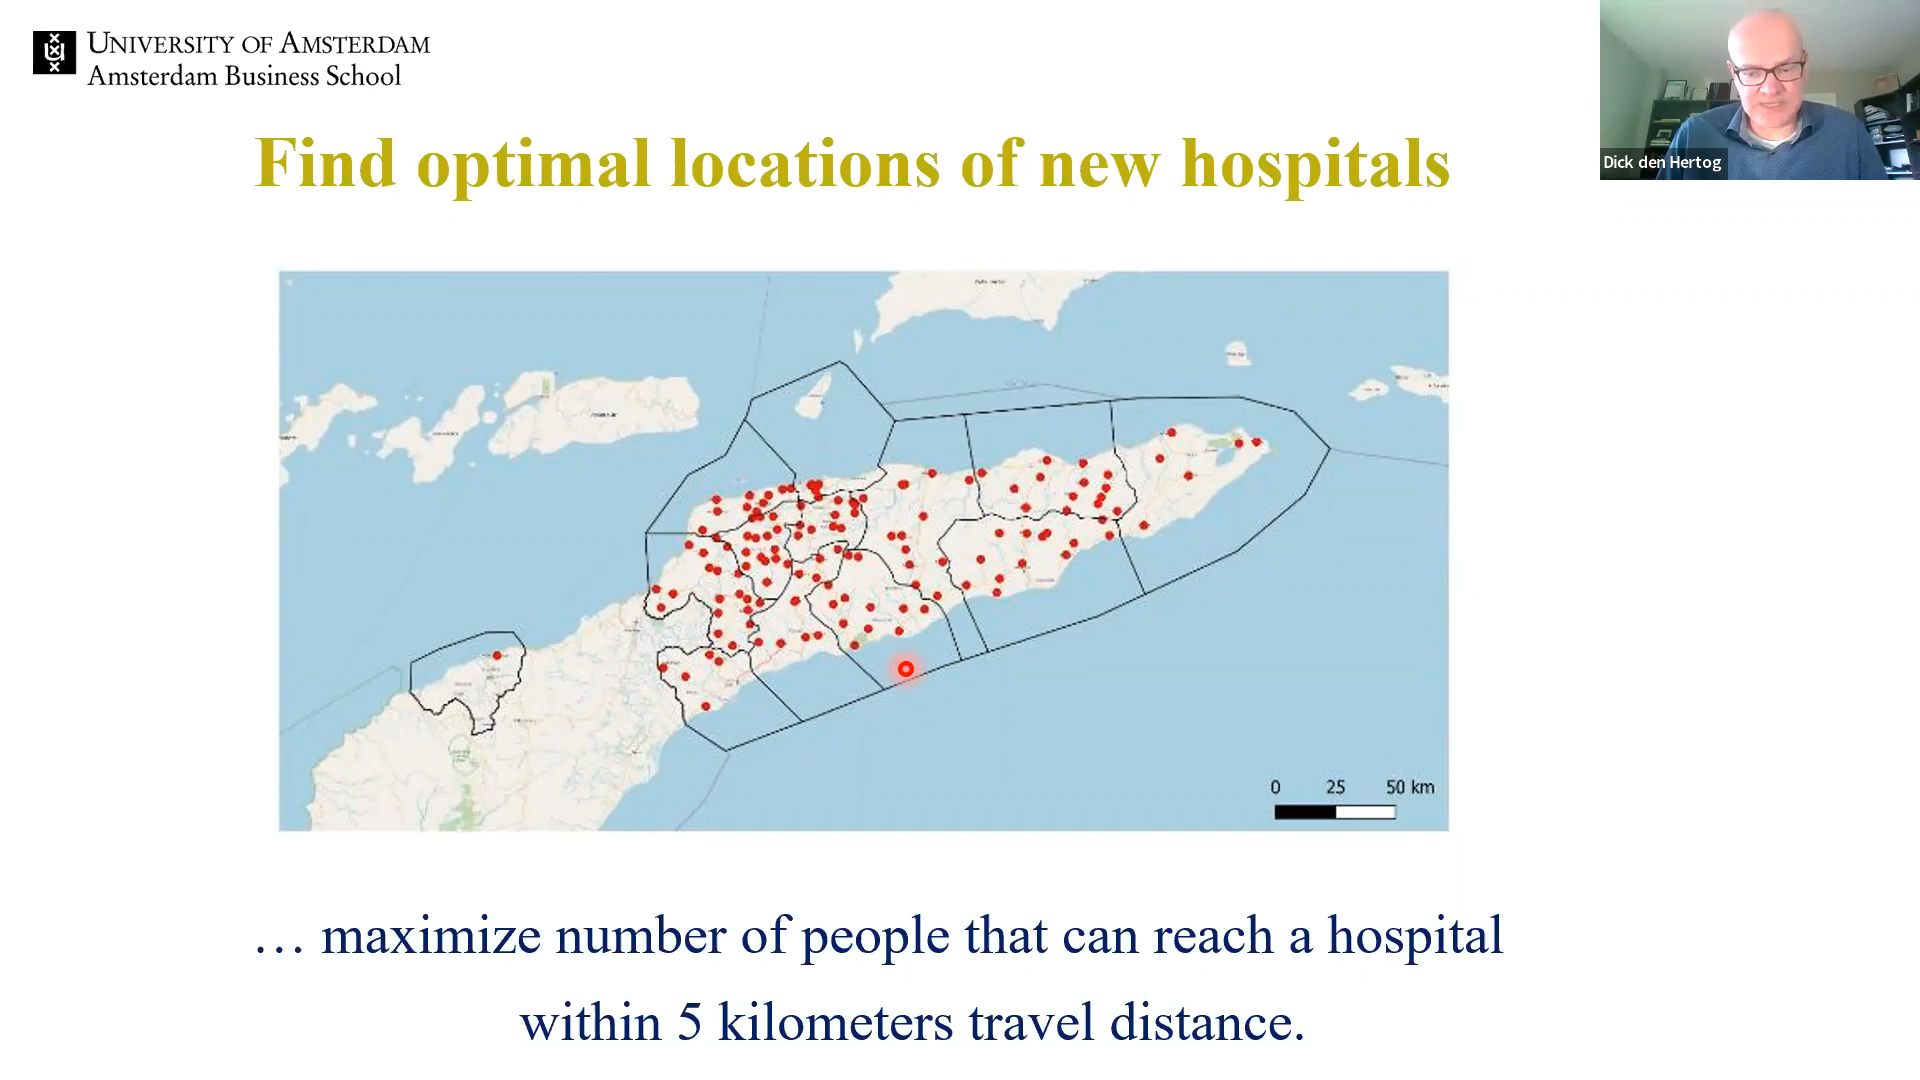 UNIVERSITY OF AMSTERDAM
Amsterdam Business School
Dick den Hertog
Find optimal locations of new hospitals
0 25 50 km
… maximize number of people that can reach a hospital
within 5 kilometers travel distance.